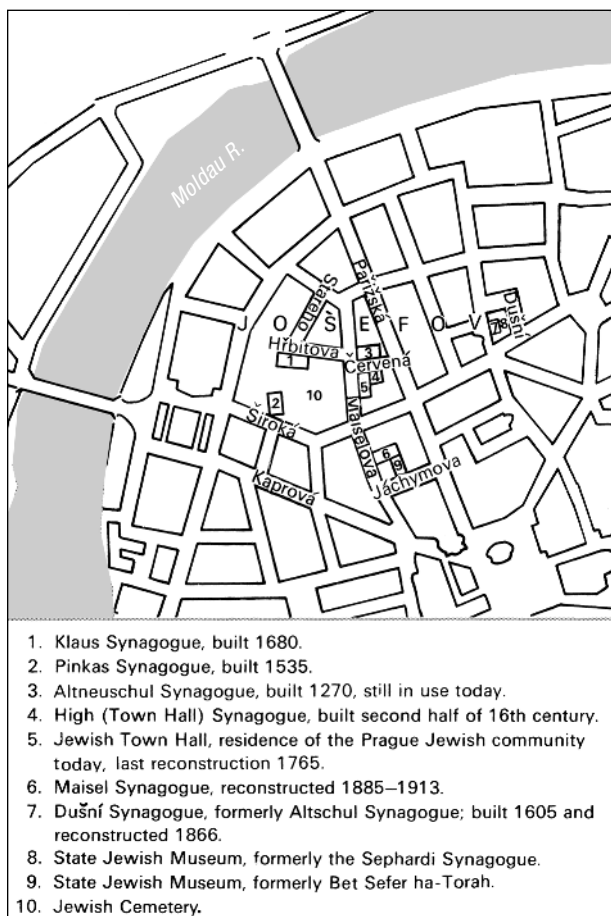 Moldau R.
Pařížská
Starého
Dušní
J O Š E F O V
7 8
Hřbitova
1
3
Červená
4
5
10
2
Široká
Maiselova
6
9
Jáchymova
Kaprová
1. Klaus Synagogue, built 1680.
2. Pinkas Synagogue, built 1535.
3. Altneuschul Synagogue, built 1270, still in use today.
4. High (Town Hall) Synagogue, built second half of 16th century.
5. Jewish Town Hall, residence of the Prague Jewish community
today, last reconstruction 1765.
6. Maisel Synagogue, reconstructed 1885–1913.
7. Dušní Synagogue, formerly Altschul Synagogue; built 1605 and
reconstructed 1866.
8. State Jewish Museum, formerly the Sephardi Synagogue.
9. State Jewish Museum, formerly Bet Sefer ha-Torah.
10. Jewish Cemetery.